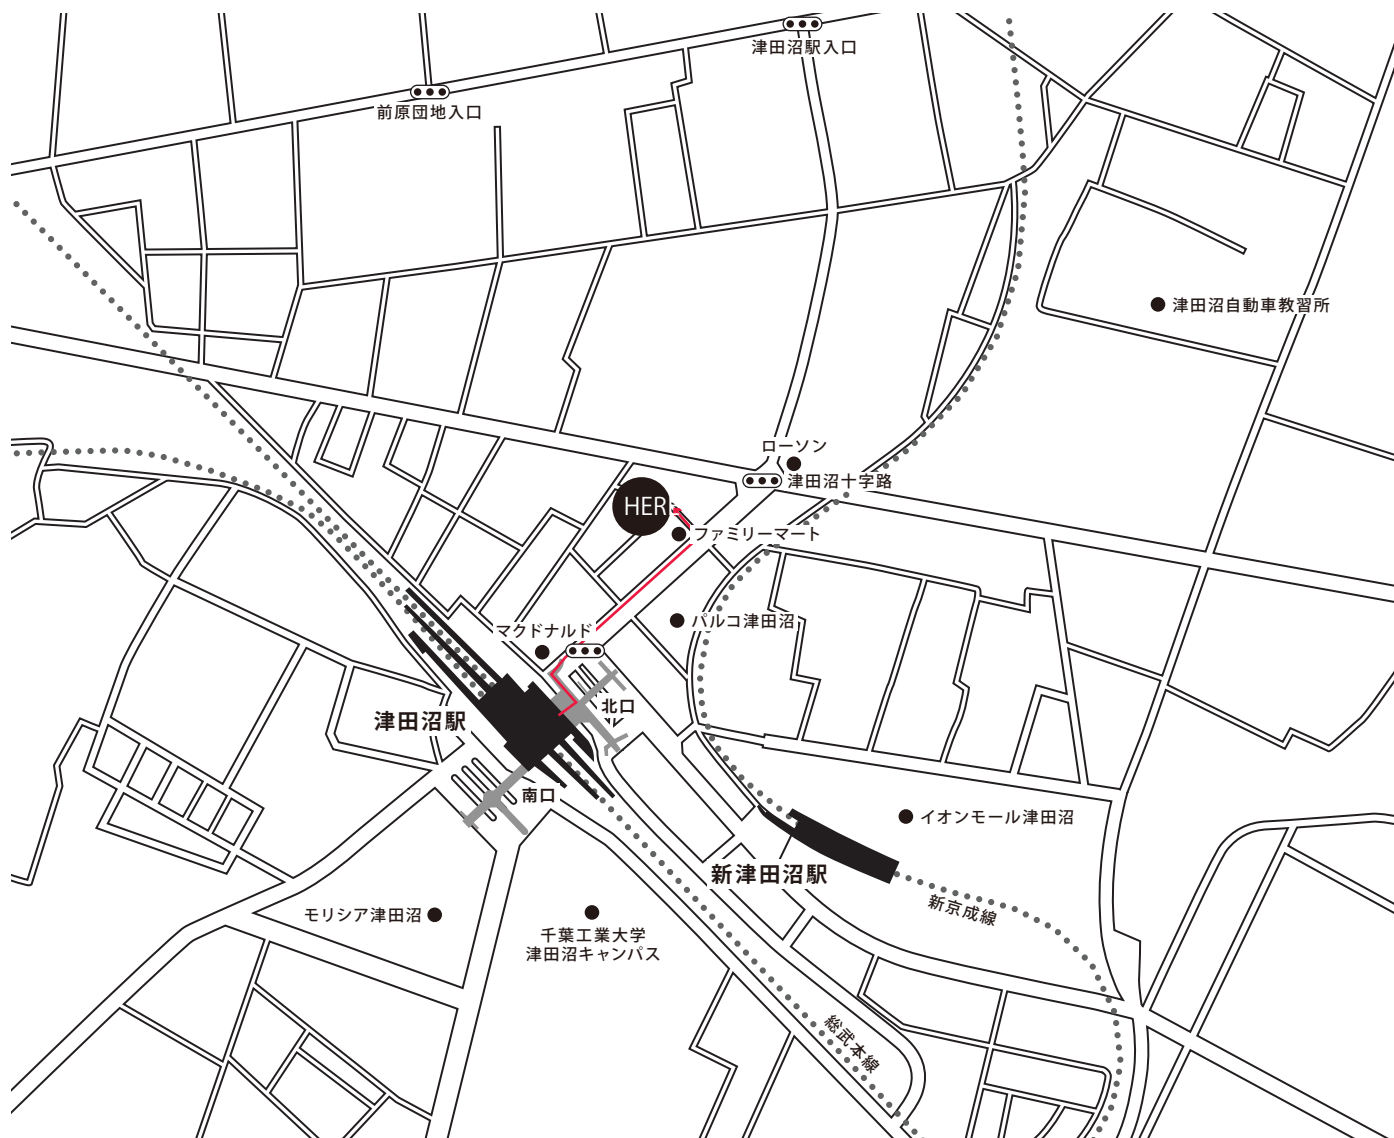 津田沼駅入口
前原団地入口
津田沼自動車教習所
ローソン
津田沼十字路
HER
ファミリーマート
パルコ津田沼
マクドナルド
北口
津田沼駅
南口
イオンモール津田沼
新津田沼駅
新京成線
モリシア津田沼
千葉工業大学
津田沼キャンパス
総武本線